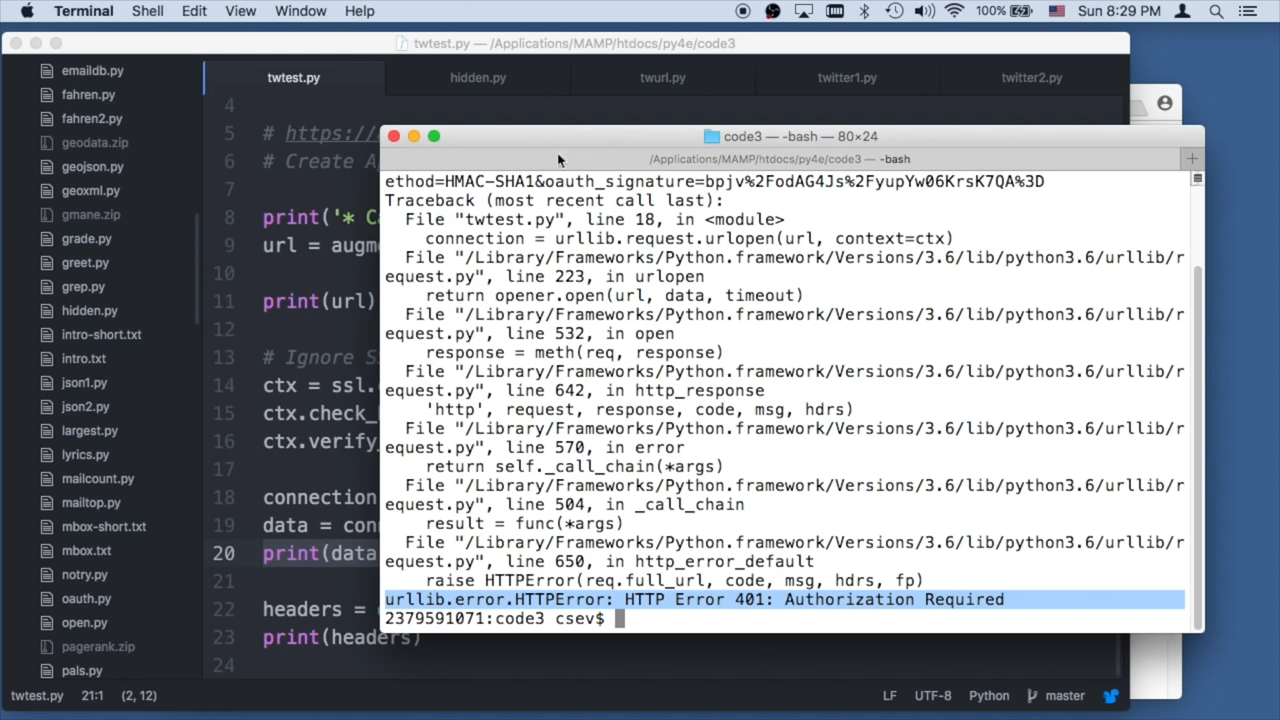 Terminal Shell Edit View Window Help 100% Sun 8:29 PM
twtest.py — /Applications/MAMP/htdocs/py4e/code3
emaildb.py
fahren.py
fahren2.py
geodata.zip
geojson.py
geoxml.py
gmane.zip
grade.py
greet.py
grep.py
hidden.py
intro-short.txt
intro.txt
json1.py
json2.py
largest.py
lyrics.py
mailcount.py
mailtop.py
mbox-short.txt
mbox.txt
notry.py
oauth.py
open.py
pagerank.zip
pals.py
twtest.py hidden.py twurl.py twitter1.py twitter2.py
4
5 # https://
6 # Create A
7
8 print('* C
9 url = augm
10
11 print(url)
12
13 # Ignore S
14 ctx = ssl.
15 ctx.check_
16 ctx.verify_
17
18 connection
19 data = con
20 print(data
21
22 headers =
23 print(headers)
24
code3 — -bash — 80×24
/Applications/MAMP/htdocs/py4e/code3 — -bash
ethod=HMAC-SHA1&oauth_signature=bpjv%2FodAG4Js%2FyupYw06KrsK7QA%3D
Traceback (most recent call last):
File "twtest.py", line 18, in <module>
connection = urllib.request.urlopen(url, context=ctx)
File "/Library/Frameworks/Python.framework/Versions/3.6/lib/python3.6/urllib/r
equest.py", line 223, in urlopen
return opener.open(url, data, timeout)
File "/Library/Frameworks/Python.framework/Versions/3.6/lib/python3.6/urllib/r
equest.py", line 532, in open
response = meth(req, response)
File "/Library/Frameworks/Python.framework/Versions/3.6/lib/python3.6/urllib/r
equest.py", line 642, in http_response
'http', request, response, code, msg, hdrs)
File "/Library/Frameworks/Python.framework/Versions/3.6/lib/python3.6/urllib/r
equest.py", line 570, in error
return self._call_chain(*args)
File "/Library/Frameworks/Python.framework/Versions/3.6/lib/python3.6/urllib/r
equest.py", line 504, in _call_chain
result = func(*args)
File "/Library/Frameworks/Python.framework/Versions/3.6/lib/python3.6/urllib/r
equest.py", line 650, in http_error_default
raise HTTPError(req.full_url, code, msg, hdrs, fp)
urllib.error.HTTPError: HTTP Error 401: Authorization Required
2379591071:code3 csev$
twtest.py 21:1 (2, 12) LF UTF-8 Python master